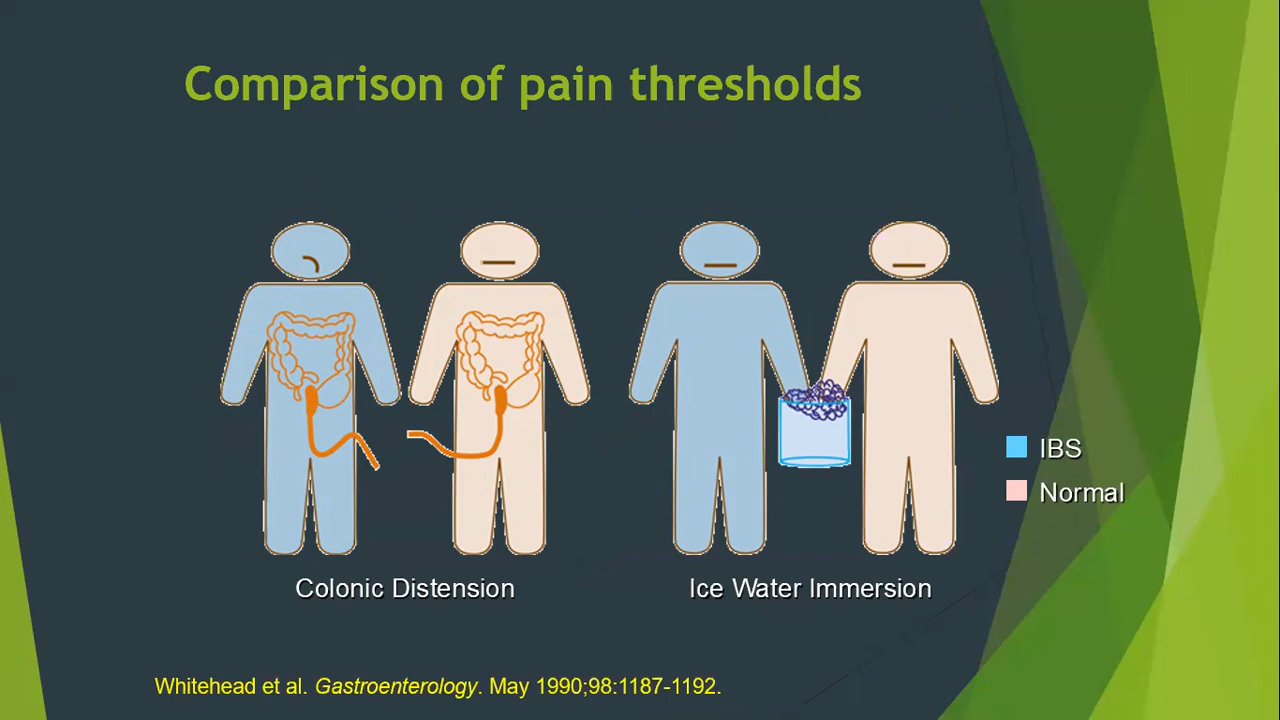 Comparison of pain thresholds
IBS
Normal
Colonic Distension
Ice Water Immersion
Whitehead et al. Gastroenterology. May 1990;98:1187-1192.